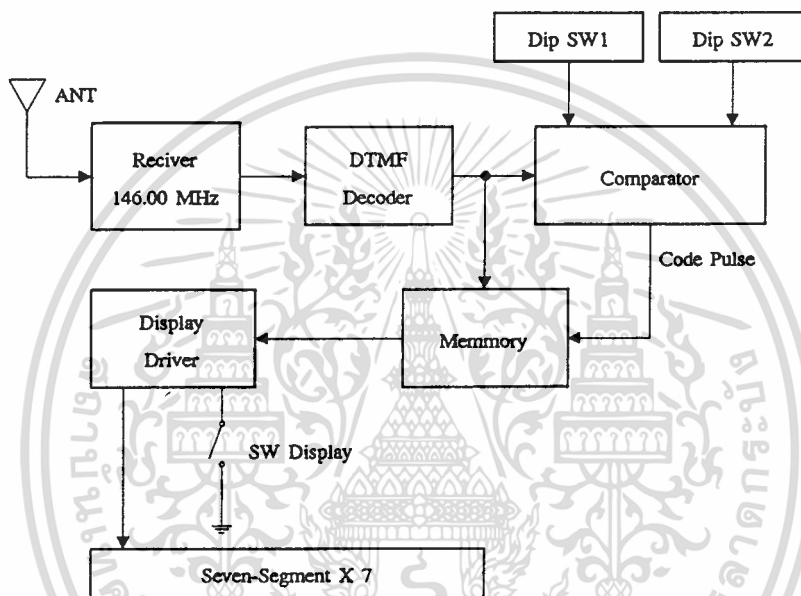 Dip SW1
Dip SW2
ANT
Reciver
146.00 MHz
DTMF
Decoder
Comparator
Code Pulse
Display
Driver
Memmory
SW Display
Seven-Segment X 7